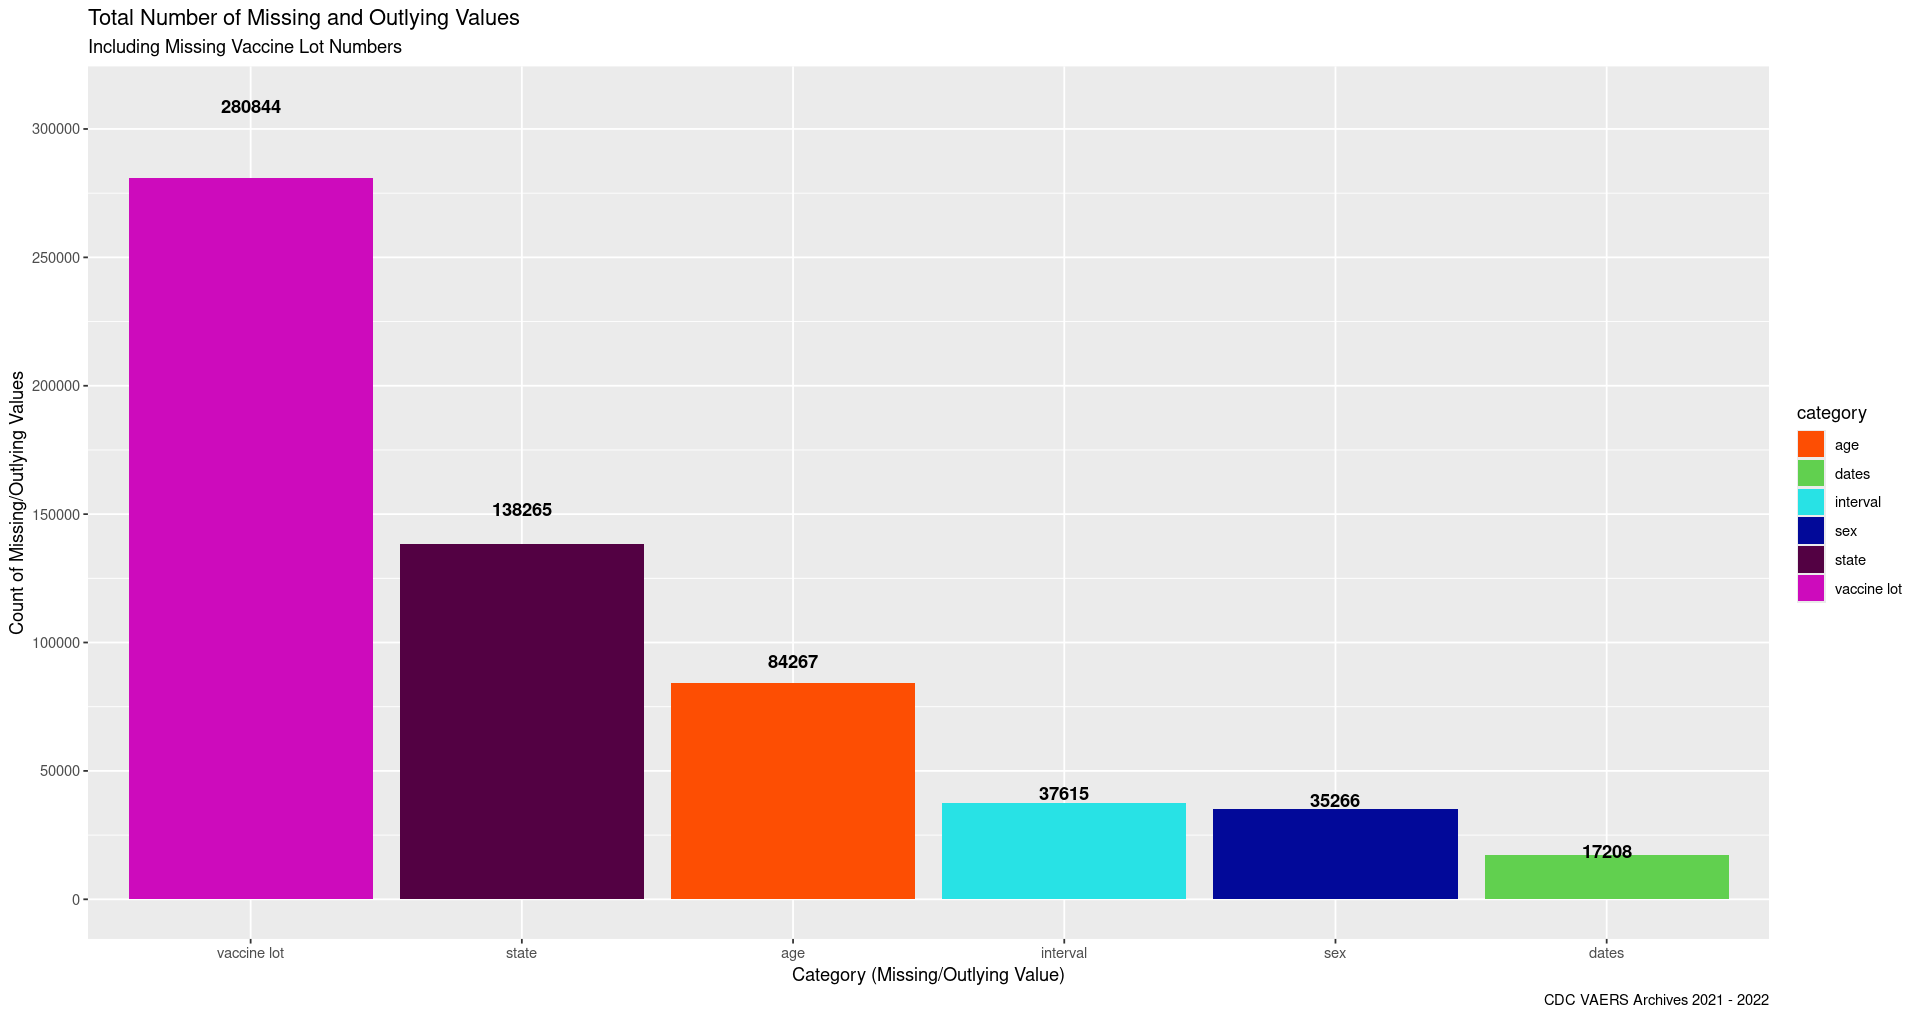 Total Number of Missing and Outlying Values
Including Missing Vaccine Lot Numbers
Count of Missing/Outlying Values
300000
250000
200000
150000
100000
50000
0
280844
138265
84267
37615
35266
17208
vaccine lot
state
age
interval
sex
dates
Category (Missing/Outlying Value)
category
age
dates
interval
sex
state
vaccine lot
CDC VAERS Archives 2021 - 2022